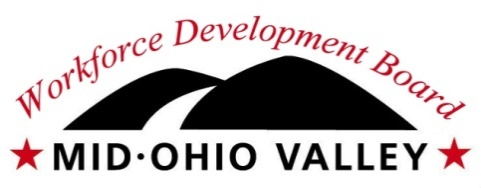 Workforce Development Board
MID·OHIO VALLEY